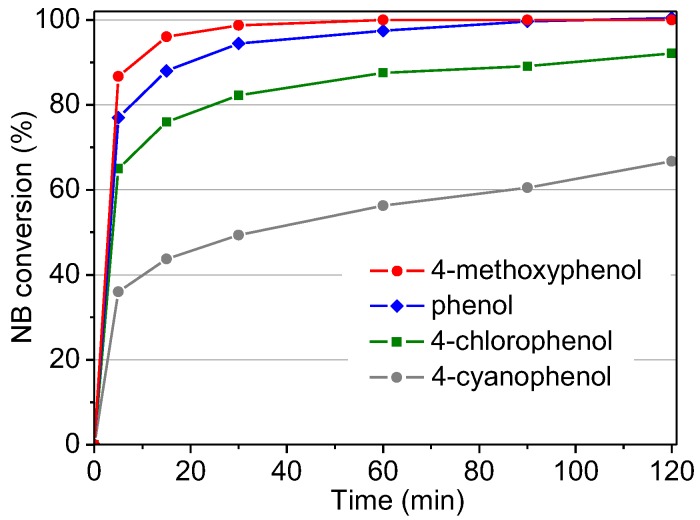 NB conversion (%)
100
80
60
40
20
0
4-methoxyphenol
phenol
4-chlorophenol
4-cyanophenol
0 20 40 60 80 100 120
Time (min)